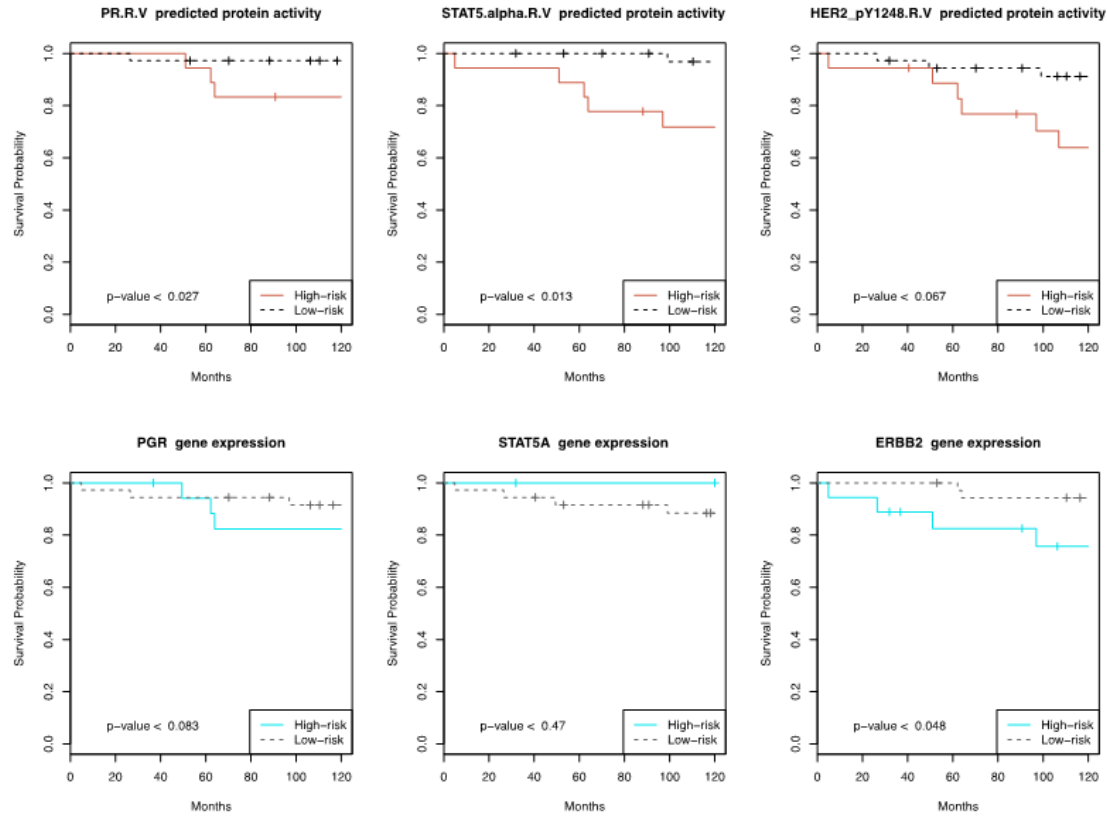 PR.R.V predicted protein activity
Survival Probability
1.0
0.8
0.6
0.4
0.2
0.0
p-value < 0.027
High-risk
Low-risk
0 20 40 60 80 100 120
Months
STAT5.alpha.R.V predicted protein activity
Survival Probability
1.0
0.8
0.6
0.4
0.2
0.0
p-value < 0.013
High-risk
Low-risk
0 20 40 60 80 100 120
Months
HER2_pY1248.R.V predicted protein activity
Survival Probability
1.0
0.8
0.6
0.4
0.2
0.0
p-value < 0.067
High-risk
Low-risk
0 20 40 60 80 100 120
Months
PGR gene expression
Survival Probability
1.0
0.8
0.6
0.4
0.2
0.0
p-value < 0.083
High-risk
Low-risk
0 20 40 60 80 100 120
Months
STAT5A gene expression
Survival Probability
1.0
0.8
0.6
0.4
0.2
0.0
p-value < 0.47
High-risk
Low-risk
0 20 40 60 80 100 120
Months
ERBB2 gene expression
Survival Probability
1.0
0.8
0.6
0.4
0.2
0.0
p-value < 0.048
High-risk
Low-risk
0 20 40 60 80 100 120
Months